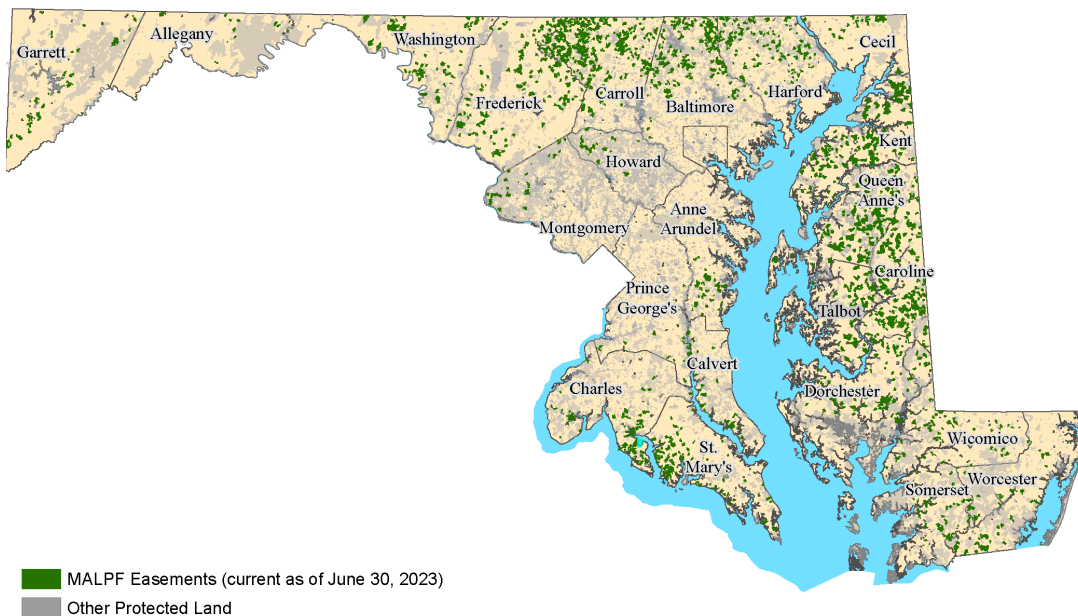 Garrett
Allegany
Washington
Frederick
Carroll
Baltimore
Harford
Cecil
Kent
Howard
Queen
Anne's
Montgomery
Anne
Arundel
Caroline
Prince
George's
Talbot
Calvert
Charles
Dorchester
St.
Mary's
Wicomico
Somerset
Worcester
MALPF Easements (current as of June 30, 2023)
Other Protected Land